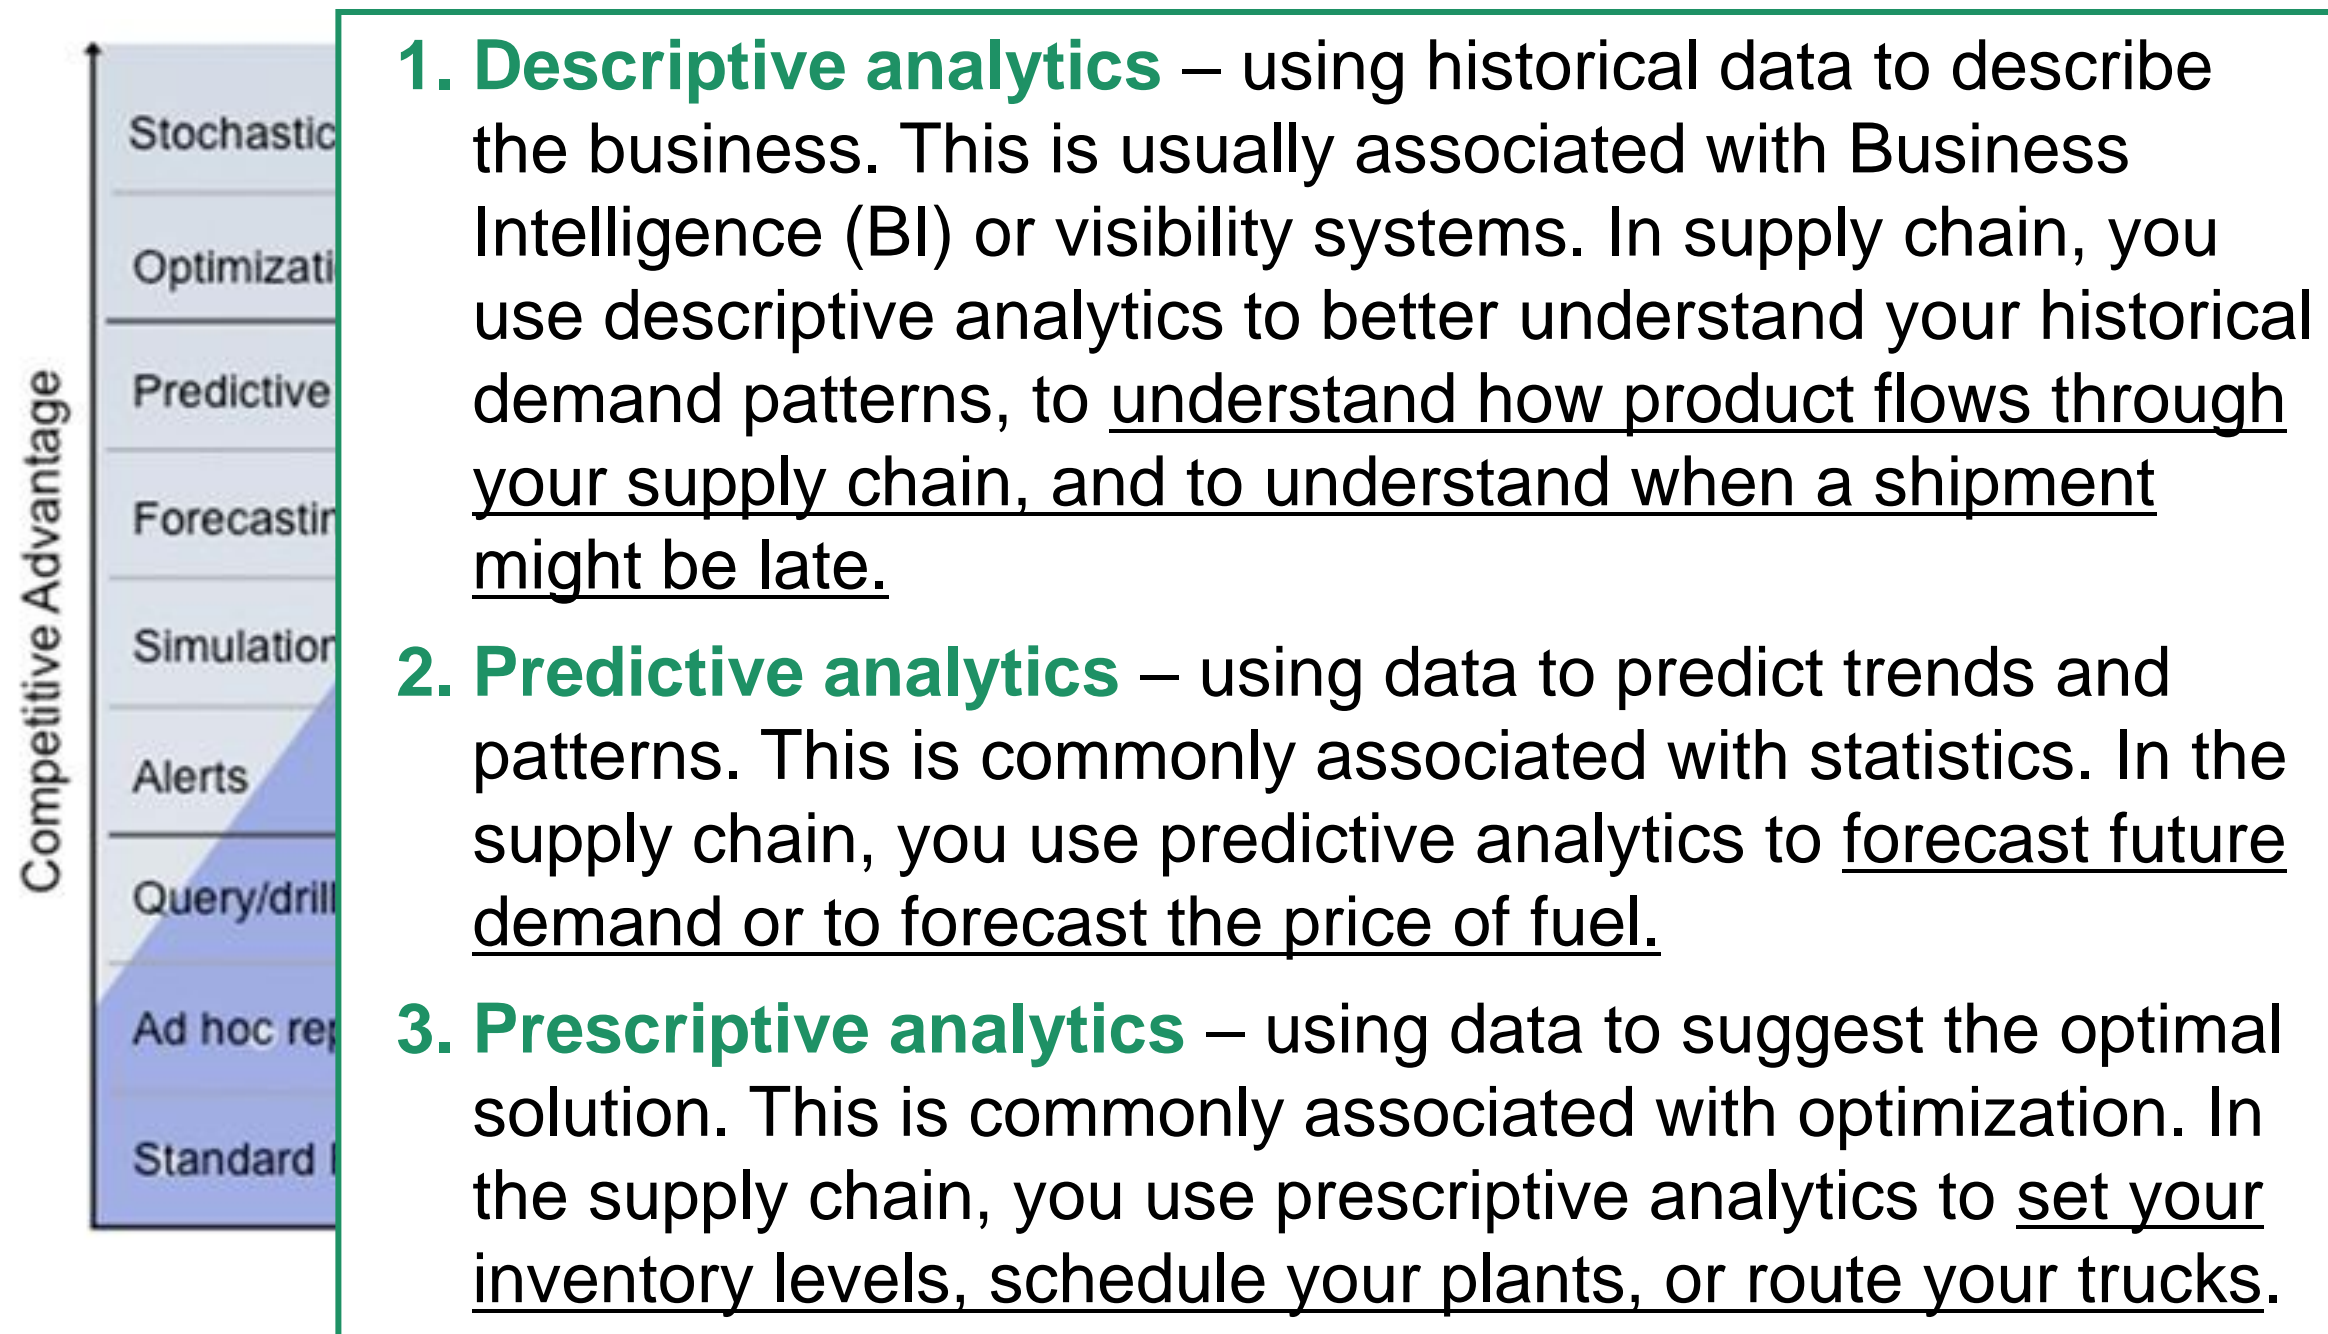 Competitive Advantage
Stochastic
Optimizati
Predictive
Forecastin
Simulation
Alerts
Query/drill
Ad hoc rep
Standard
1. Descriptive analytics – using historical data to describe
the business. This is usually associated with Business
Intelligence (BI) or visibility systems. In supply chain, you
use descriptive analytics to better understand your historical
demand patterns, to understand how product flows through
your supply chain, and to understand when a shipment
might be late.
2. Predictive analytics – using data to predict trends and
patterns. This is commonly associated with statistics. In the
supply chain, you use predictive analytics to forecast future
demand or to forecast the price of fuel.
3. Prescriptive analytics – using data to suggest the optimal
solution. This is commonly associated with optimization. In
the supply chain, you use prescriptive analytics to set your
inventory levels, schedule your plants, or route your trucks.